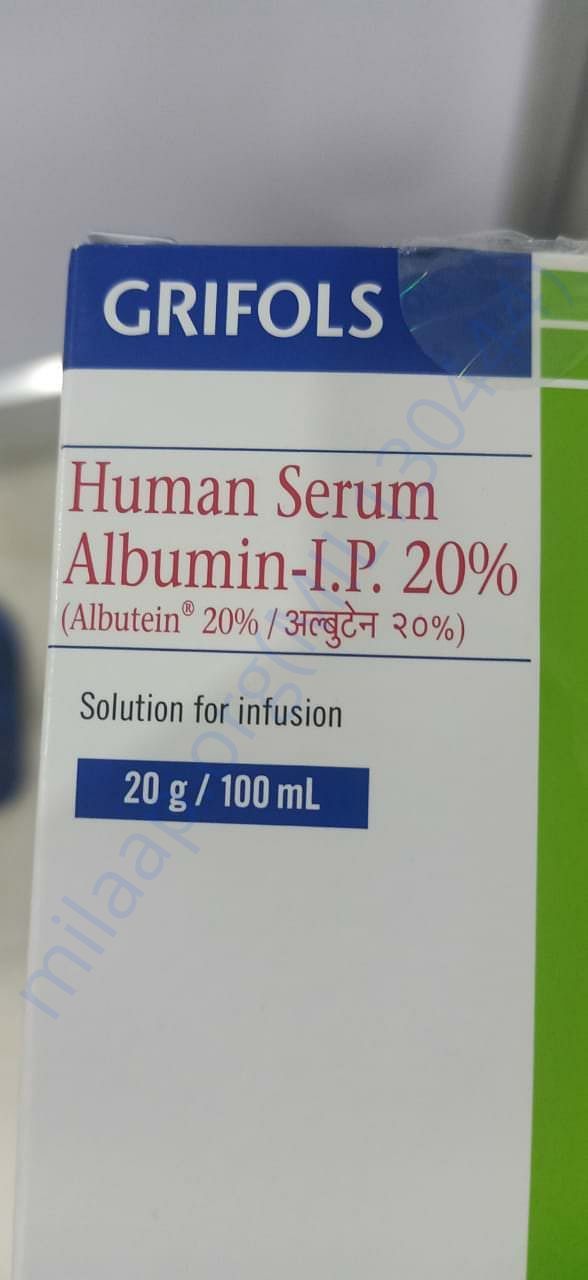 GRIFOLS
Human Serum
Albumin-I.P. 20%
(Albutein® 20% / अल्बुटेन २०%)
Solution for infusion
20 g / 100 mL